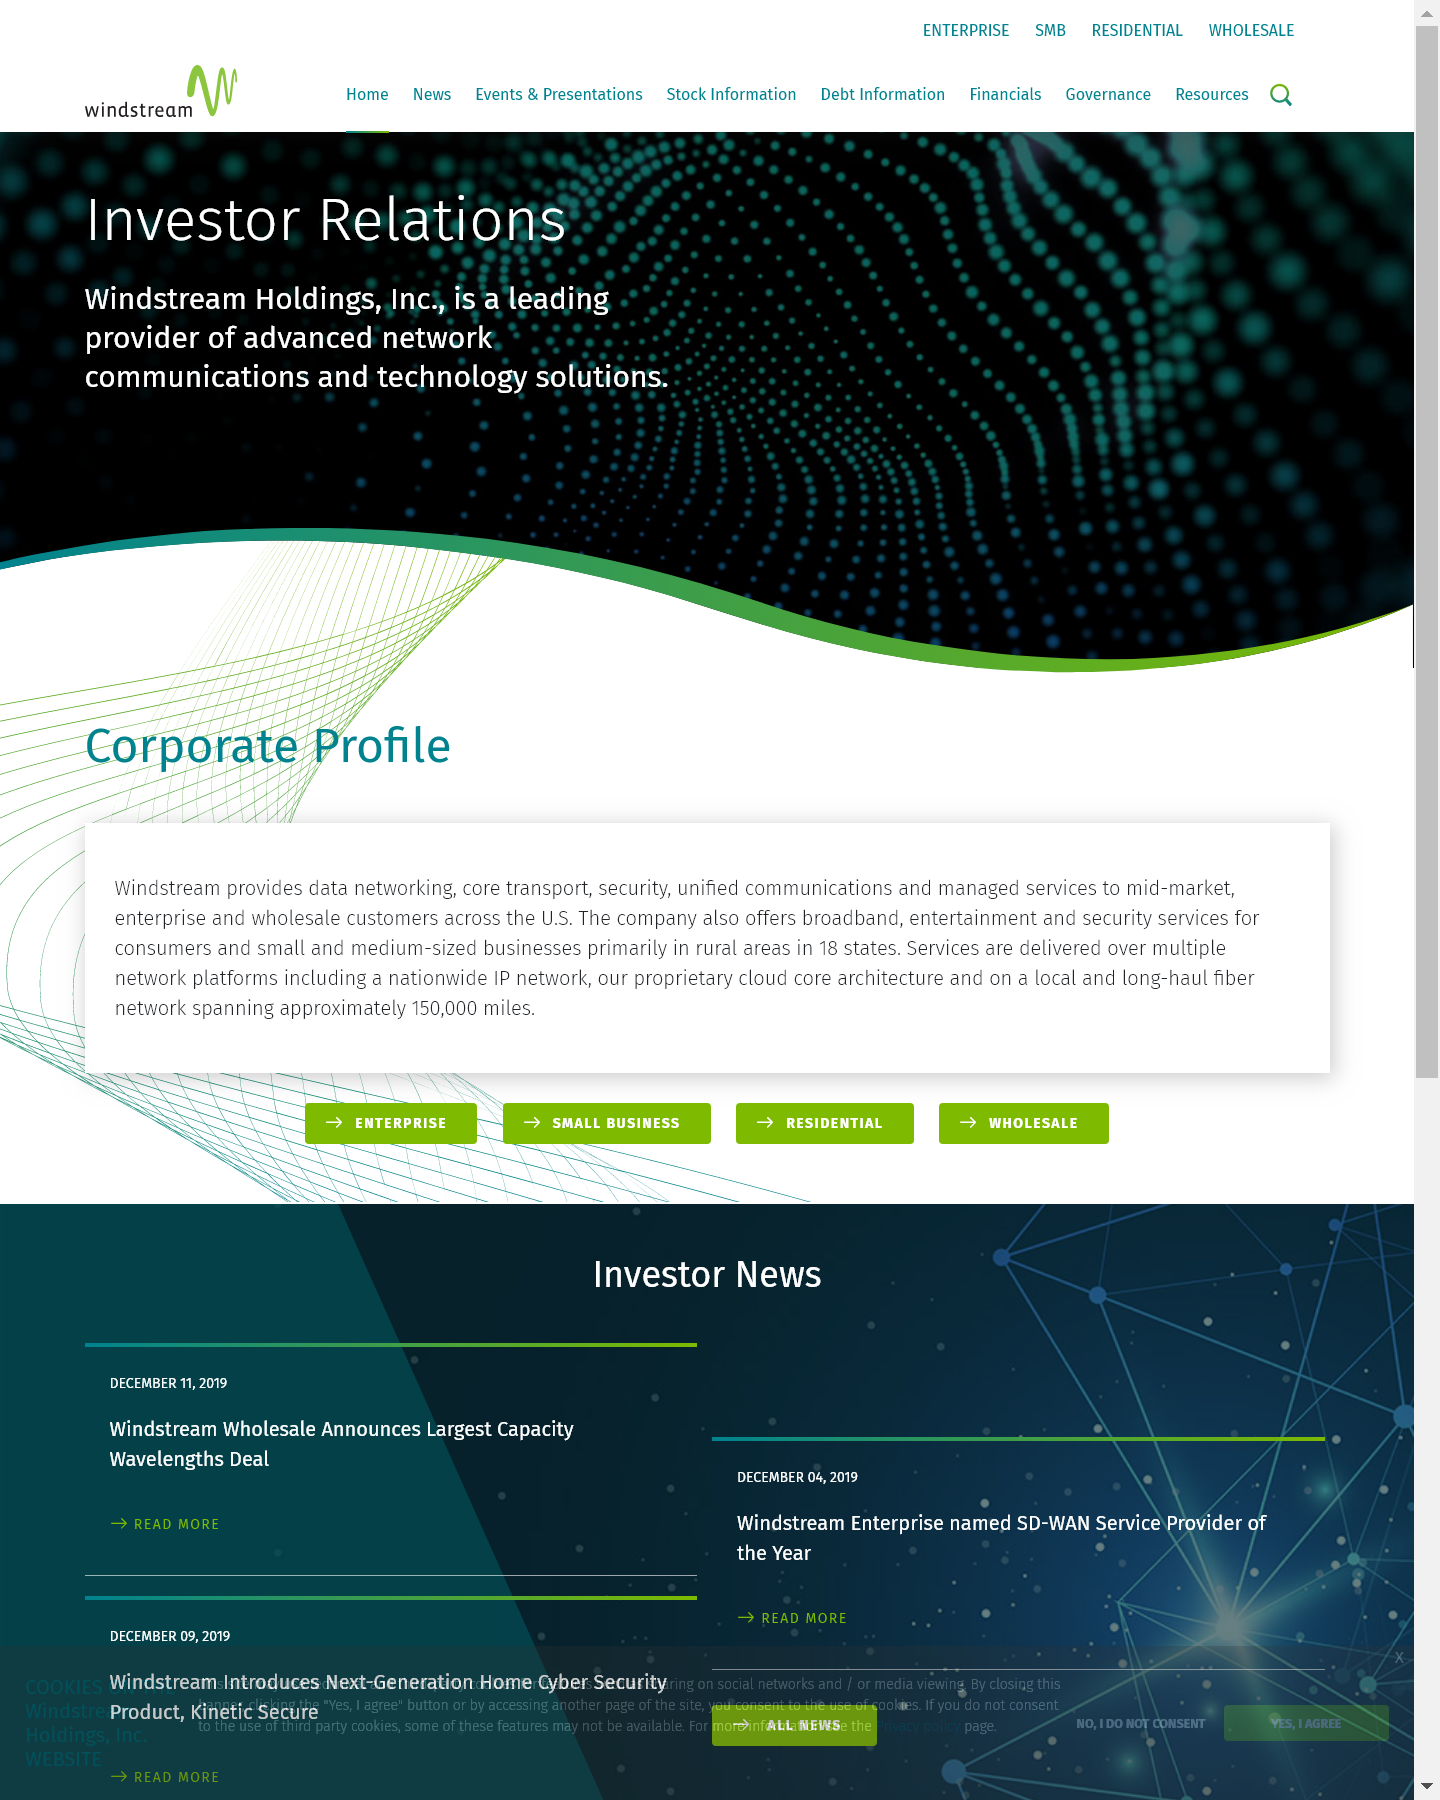 ENTERPRISE SMB RESIDENTIAL WHOLESALE
windstream
Home News Events & Presentations Stock Information Debt Information Financials Governance Resources
Investor Relations
Windstream Holdings, Inc., is a leading
provider of advanced network
communications and technology solutions.
Corporate Profile
Windstream provides data networking, core transport, security, unified communications and managed services to mid-market,
enterprise and wholesale customers across the U.S. The company also offers broadband, entertainment and security services for
consumers and small and medium-sized businesses primarily in rural areas in 18 states. Services are delivered over multiple
network platforms including a nationwide IP network, our proprietary cloud core architecture and on a local and long-haul fiber
network spanning approximately 150,000 miles.
ENTERPRISE SMALL BUSINESS RESIDENTIAL WHOLESALE
Investor News
DECEMBER 11, 2019
Windstream Wholesale Announces Largest Capacity
Wavelengths Deal
READ MORE
DECEMBER 04, 2019
Windstream Enterprise named SD-WAN Service Provider of
the Year
READ MORE
DECEMBER 09, 2019
Windstream Introduces Next-Generation Home Cyber Security
Product, Kinetic Secure
READ MORE
ALL NEWS
X
COOKIES
Holdings, Inc.
WEBSITE
sharing on social networks and / or media viewing. By closing this
banner, clicking the "Yes, I agree" button or by accessing another page of the site, you consent to the use of cookies. If you do not consent
to the use of third party cookies, some of these features may not be available. For more information, see the Privacy policy page.
NO, I DO NOT CONSENT
YES, I AGREE